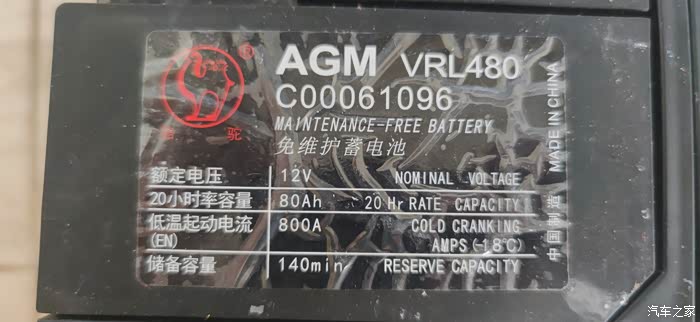 AGM VRL480
C00061096
MAINTENANCE-FREE BATTERY
免维护蓄电池
额定电压 12V NOMINAL VOLTAGE
20小时率容量 80Ah 20 Hr RATE CAPACITY
低温起动电流 800A COLD CRANKING
(EN) AMPS (-18℃)
储备容量 140min RESERVE CAPACITY
中国制造 MADE IN CHINA
驼
汽车之家